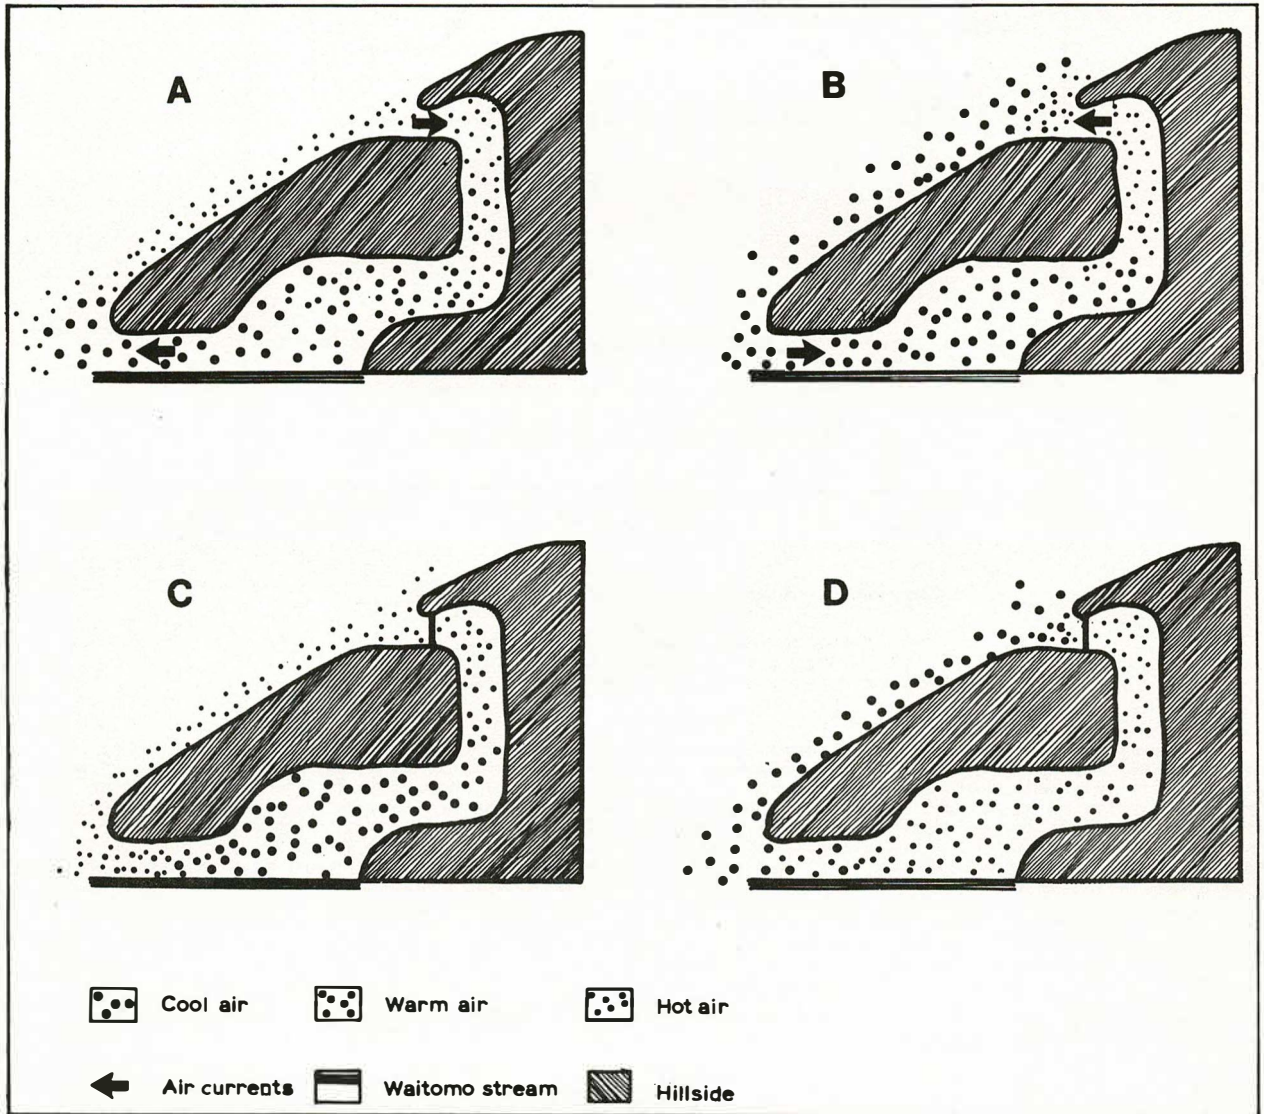 A
B
C
D
Cool air
Warm air
Hot air
Air currents
Waitomo stream
Hillside